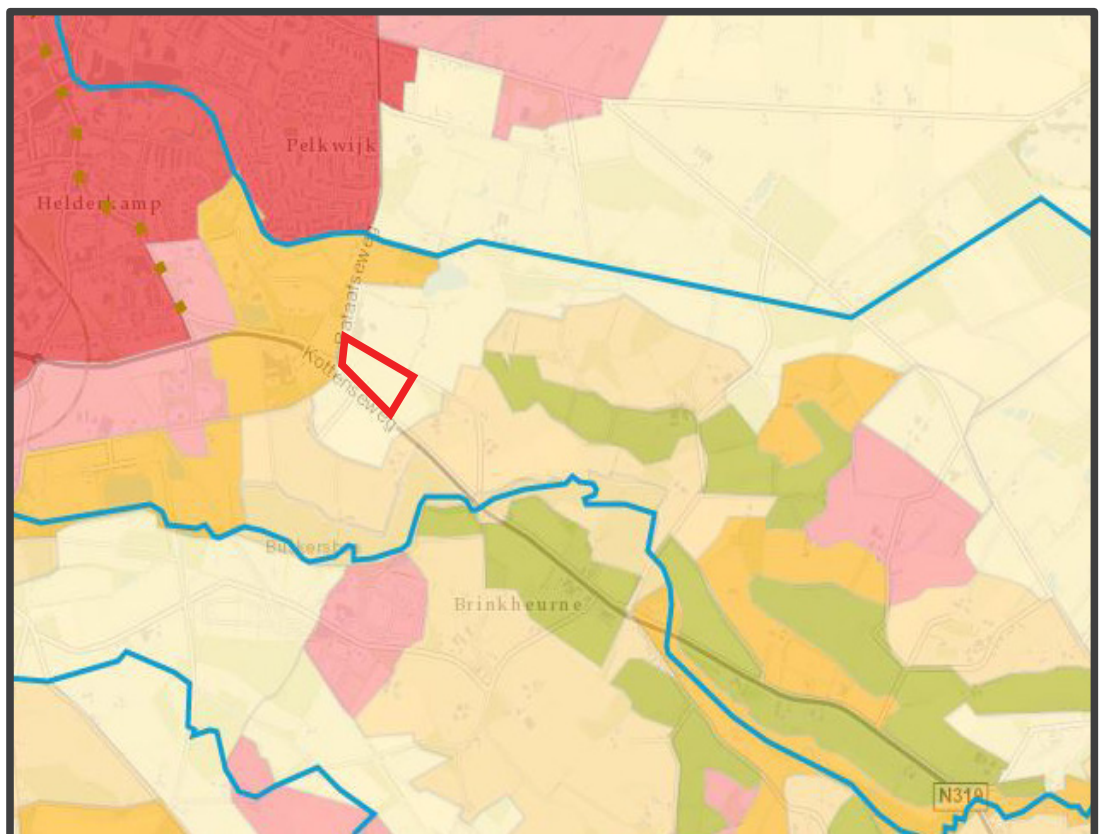 Pelkwijk
Helderkamp
Bataafseweg
Kottenseweg
Brinkheurne
N319